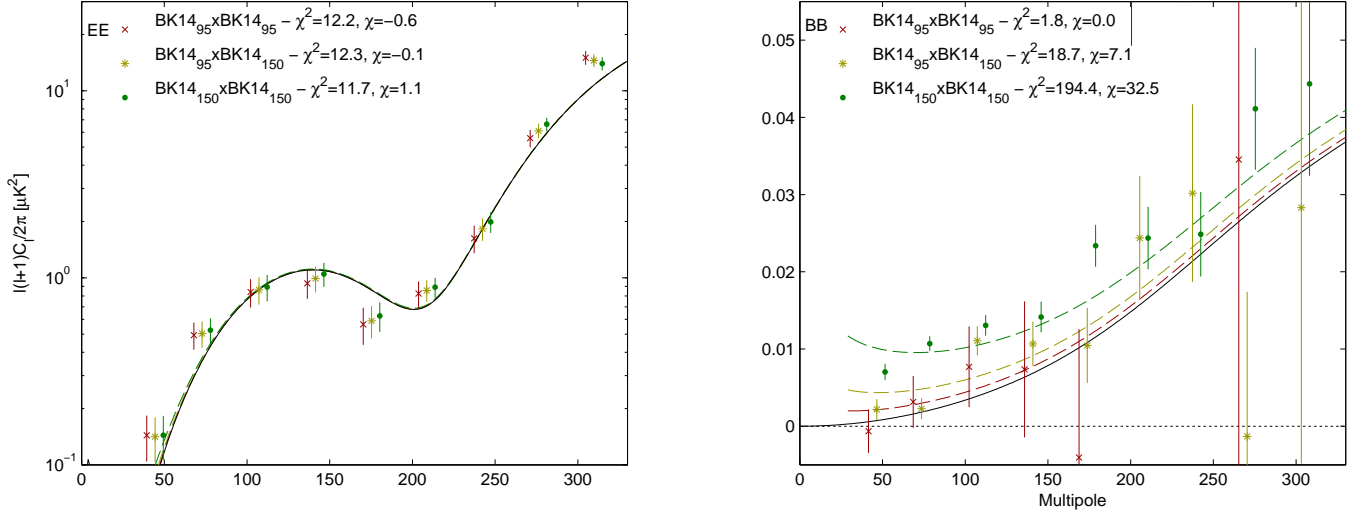 EE
BK14₉₅xBK14₉₅ − χ²=12.2, χ=−0.6
BK14₉₅xBK14₁₅₀ − χ²=12.3, χ=−0.1
BK14₁₅₀xBK14₁₅₀ − χ²=11.7, χ=1.1
l(l+1)Cₗ/2π [μK²]
10¹
10⁰
10⁻¹
0 50 100 150 200 250 300
BB
BK14₉₅xBK14₉₅ − χ²=1.8, χ=0.0
BK14₉₅xBK14₁₅₀ − χ²=18.7, χ=7.1
BK14₁₅₀xBK14₁₅₀ − χ²=194.4, χ=32.5
0.05
0.04
0.03
0.02
0.01
0
0 50 100 150 200 250 300
Multipole